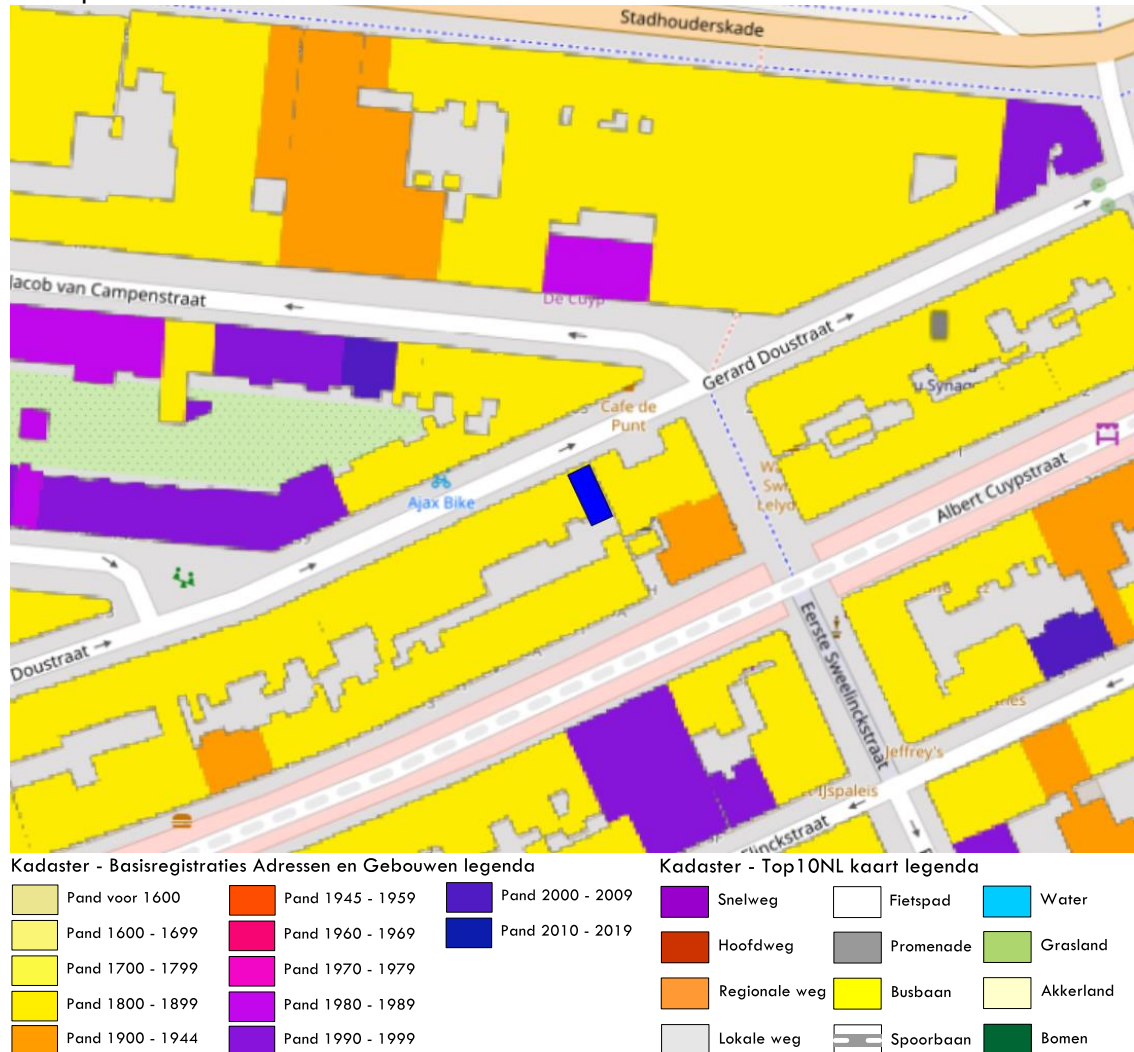 Stadhouderskade
Jacob van Campenstraat
De Cuyp
Gerard Doustraat
Cafe de
Punt
Ajax Bike
Albert Cuypstraat
Doustraat
Eerste Sweelinckstraat
Jeffrey's
IJspaleis
Kadaster - Basisregistraties Adressen en Gebouwen legenda
Pand voor 1600
Pand 1600 - 1699
Pand 1700 - 1799
Pand 1800 - 1899
Pand 1900 - 1944
Pand 1945 - 1959
Pand 1960 - 1969
Pand 1970 - 1979
Pand 1980 - 1989
Pand 1990 - 1999
Pand 2000 - 2009
Pand 2010 - 2019
Kadaster - Top10NL kaart legenda
Snelweg
Hoofdweg
Regionale weg
Lokale weg
Fietspad
Promenade
Busbaan
Spoorbaan
Water
Grasland
Akkerland
Bomen